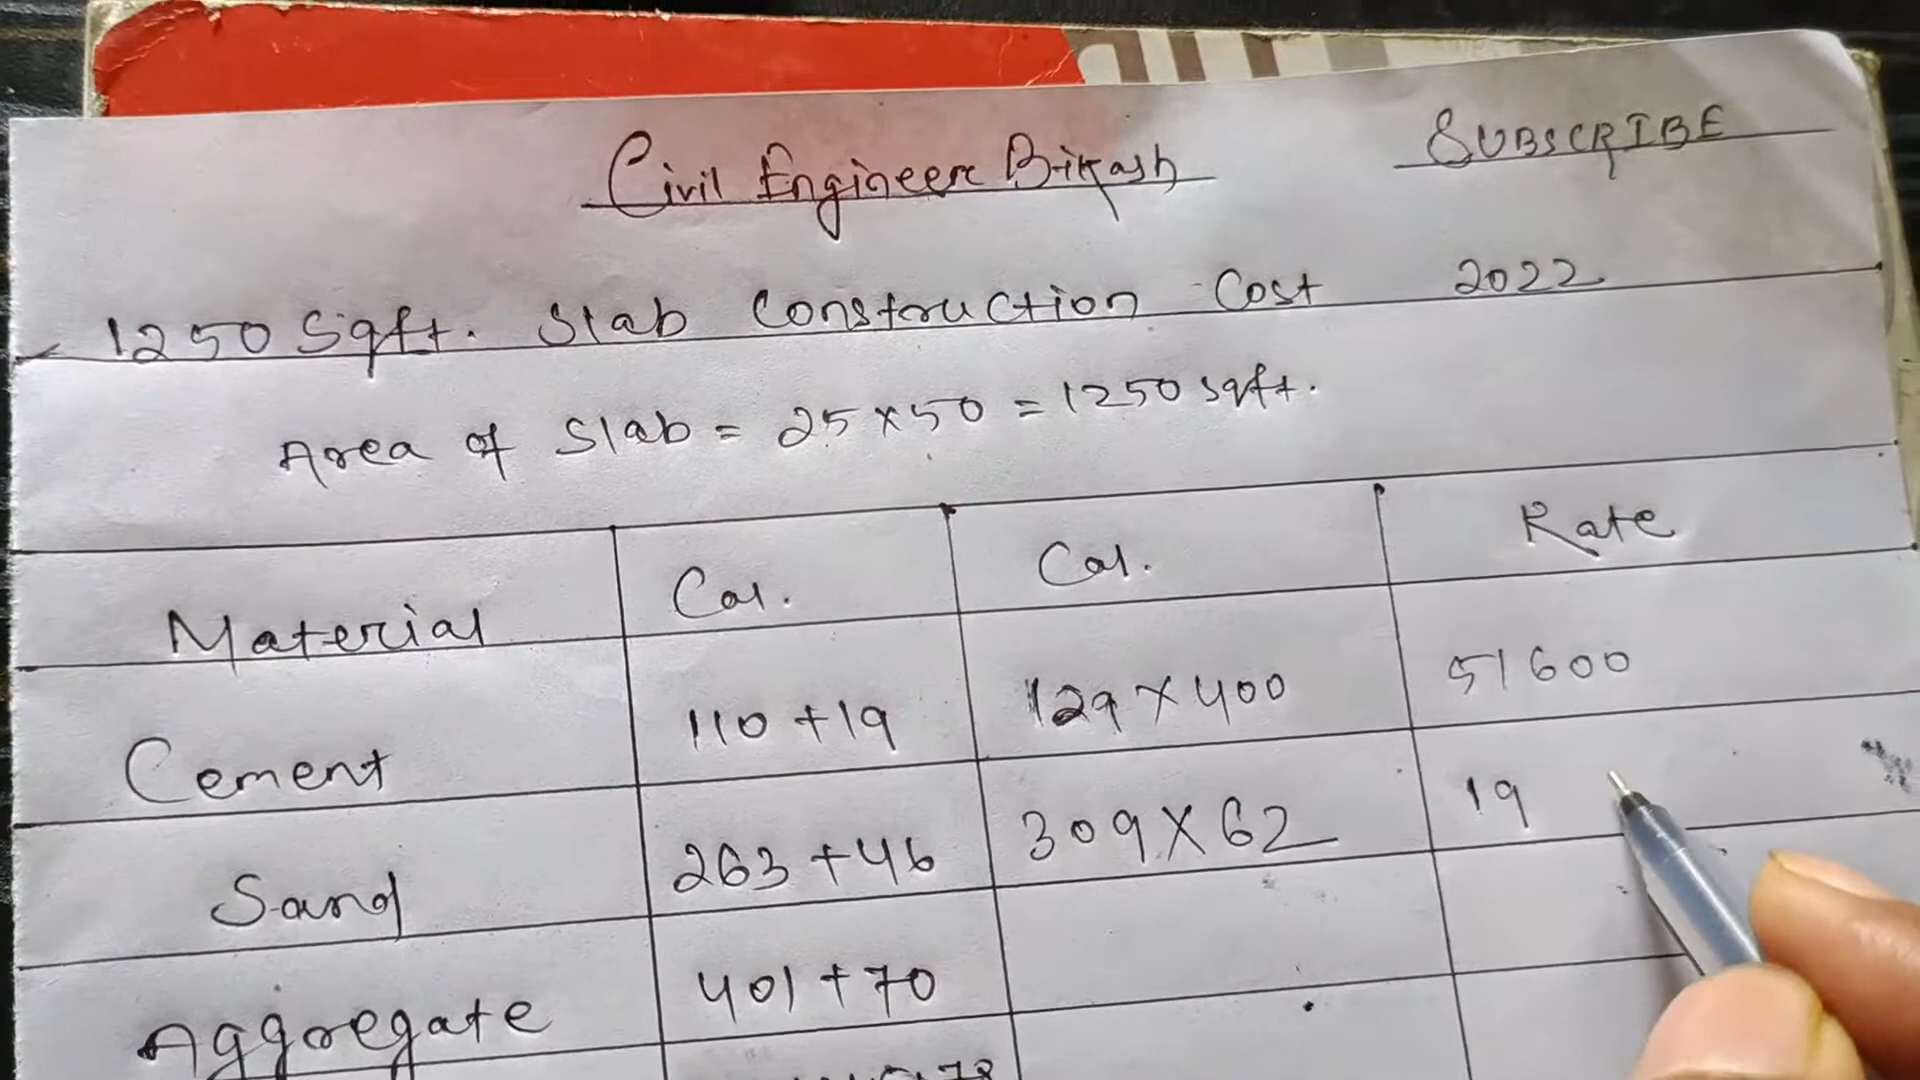 Civil Engineer Bikash
SUBSCRIBE
1250 Sqft. Slab Construction Cost 2022
Area of Slab = 25 x 50 = 1250 sqft.
Material Cal. Cal. Rate
Cement 110 + 19 129 X 400 51600
Sand 263 + 46 309 X 62 19
Aggregate 401 + 70